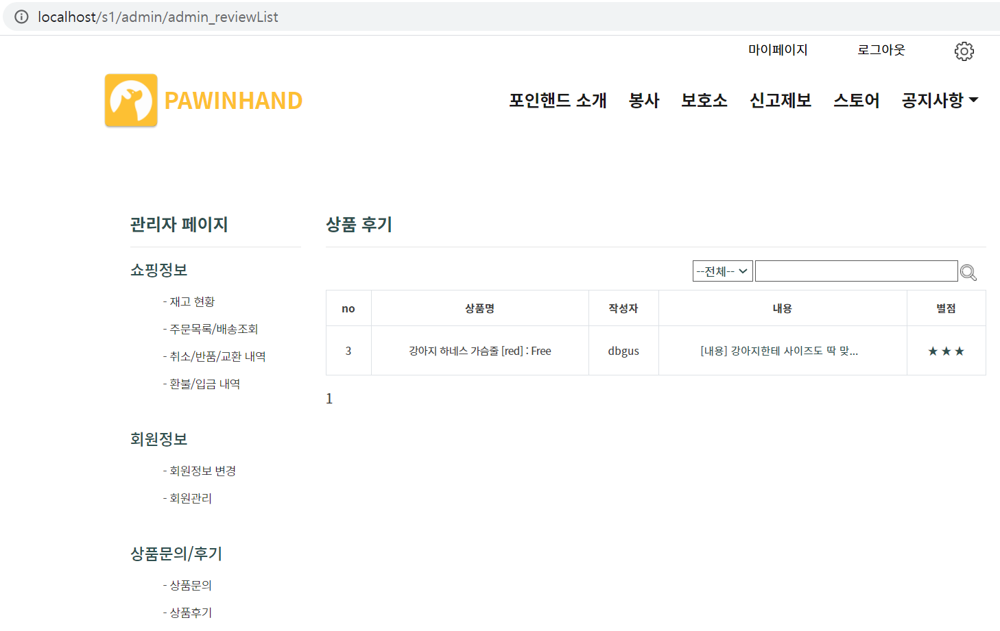 localhost/s1/admin/admin_reviewList
마이페이지 로그아웃
PAWINHAND
포인핸드 소개 봉사 보호소 신고제보 스토어 공지사항
관리자 페이지
쇼핑정보
- 재고 현황
- 주문목록/배송조회
- 취소/반품/교환 내역
- 환불/입금 내역
회원정보
- 회원정보 변경
- 회원관리
상품문의/후기
- 상품문의
- 상품후기
상품 후기
--전체--
no 상품명 작성자 내용 별점
3 강아지 하네스 가슴줄 [red] : Free dbgus [내용] 강아지한테 사이즈도 딱 맞... ★ ★ ★
1